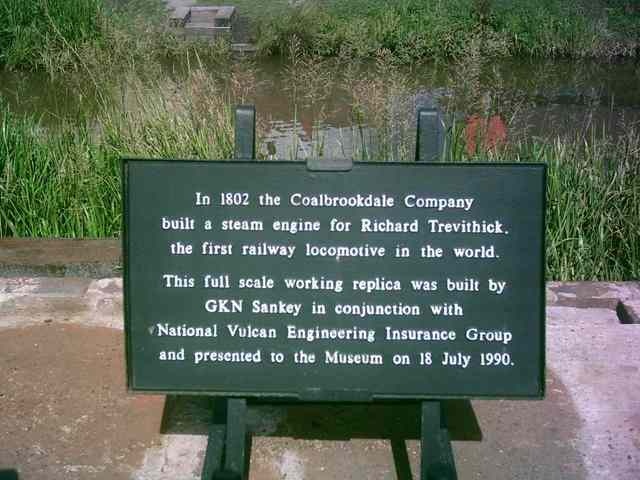 In 1802 the Coalbrookdale Company
built a steam engine for Richard Trevithick.
the first railway locomotive in the world.
This full scale working replica was built by
GKN Sankey in conjunction with
National Vulcan Engineering Insurance Group
and presented to the Museum on 18 July 1990.